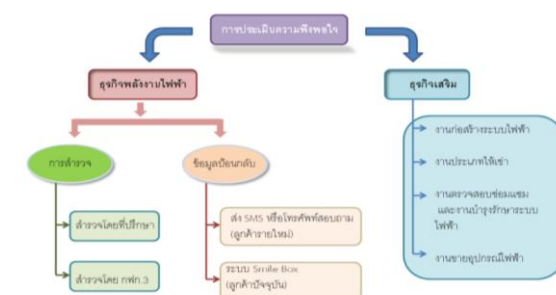 การประเมินความพึงพอใจ
ธุรกิจพลังงานไฟฟ้า
ธุรกิจเสริม
การสำรวจ
ข้อมูลป้อนกลับ
สำรวจโดยที่ปรึกษา
สำรวจโดย กฟก.3
ส่ง SMS หรือโทรศัพท์สอบถาม
(ลูกค้ารายใหม่)
ระบบ Smile Box
(ลูกค้าปัจจุบัน)
งานก่อสร้างระบบไฟฟ้า
งานประเภทให้เช่า
งานตรวจสอบซ่อมแซม
และงานบำรุงรักษาระบบ
ไฟฟ้า
งานขายอุปกรณ์ไฟฟ้า